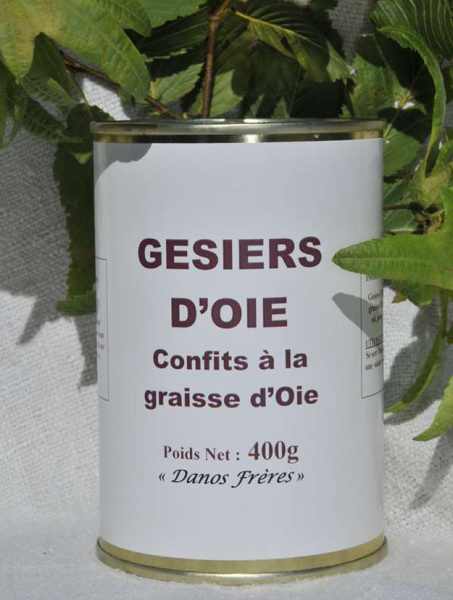 GESIERS
D'OIE
Confits à la
graisse d'Oie
Poids Net : 400g
« Danos Frères »